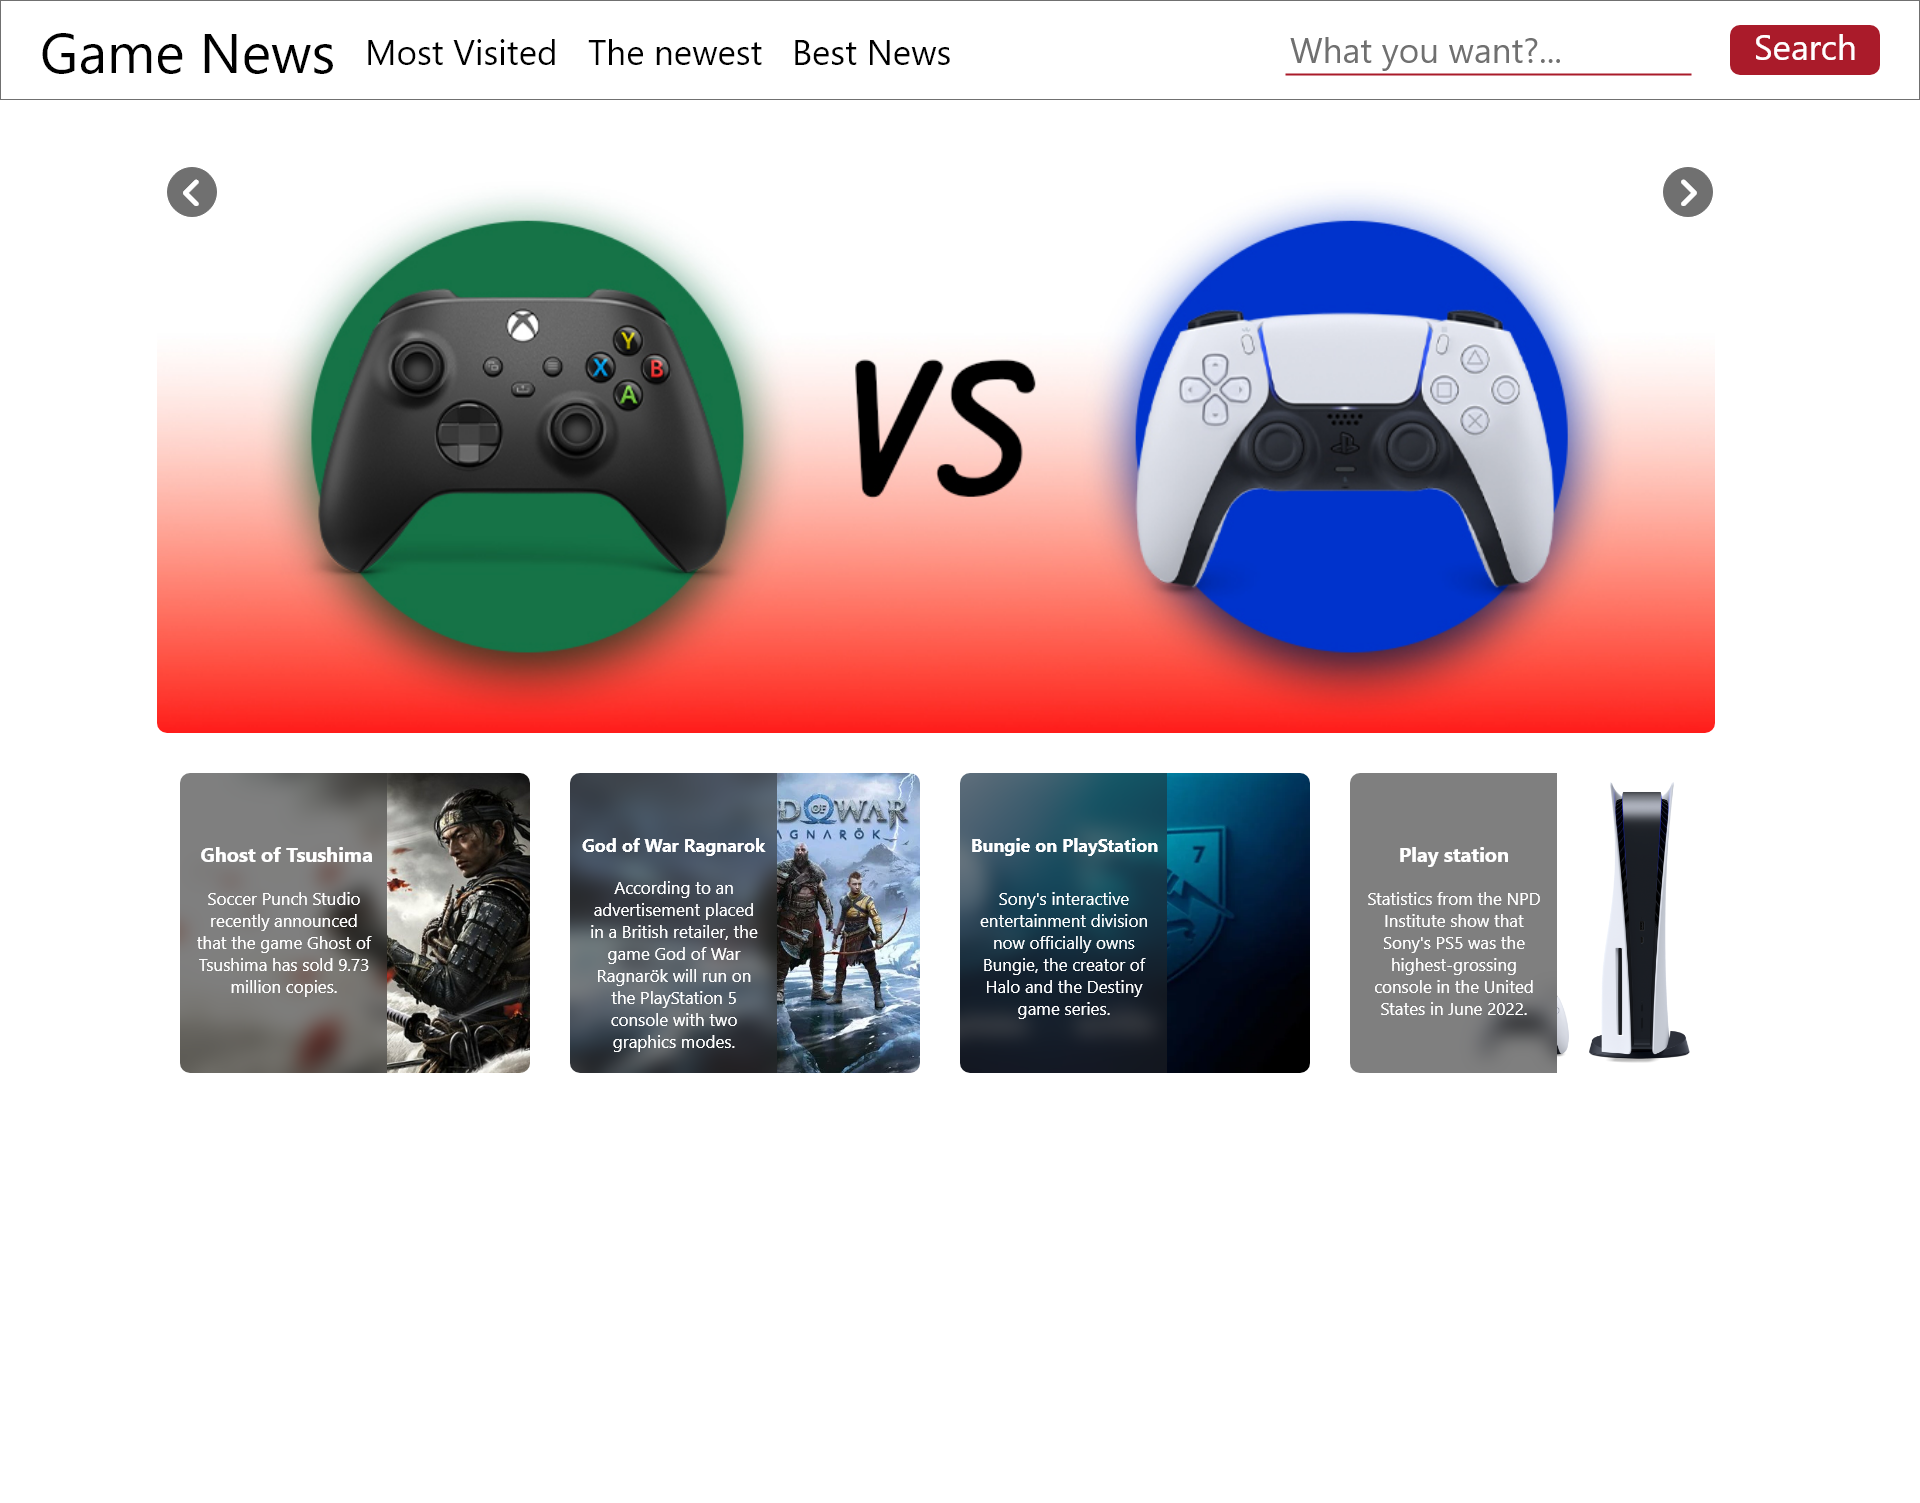 Game News
Most Visited
The newest
Best News
What you want?...
Search
Y
X
B
A
VS
Ghost of Tsushima
Soccer Punch Studio
recently announced
that the game Ghost of
Tsushima has sold 9.73
million copies.
God of War Ragnarok
According to an
advertisement placed
in a British retailer, the
game God of War
Ragnarök will run on
the PlayStation 5
console with two
graphics modes.
D OF WAR
AGNARÖK
Bungie on PlayStation
Sony's interactive
entertainment division
now officially owns
Bungie, the creator of
Halo and the Destiny
game series.
7
Play station
Statistics from the NPD
Institute show that
Sony's PS5 was the
highest-grossing
console in the United
States in June 2022.